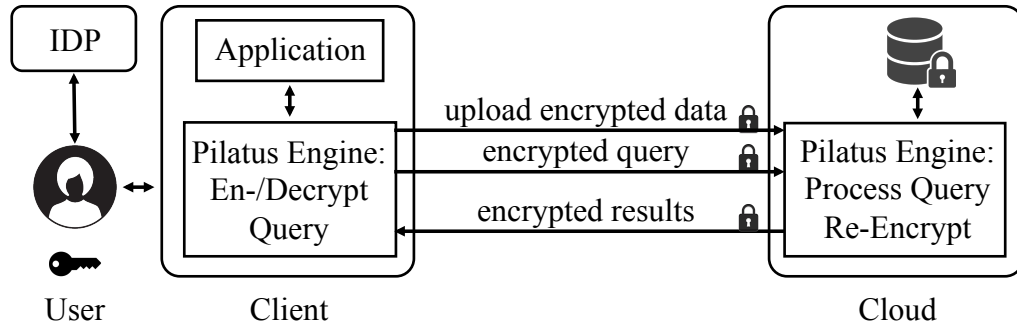 IDP
Application
upload encrypted data
Pilatus Engine:
En-/Decrypt
Query
encrypted query
encrypted results
Pilatus Engine:
Process Query
Re-Encrypt
User
Client
Cloud